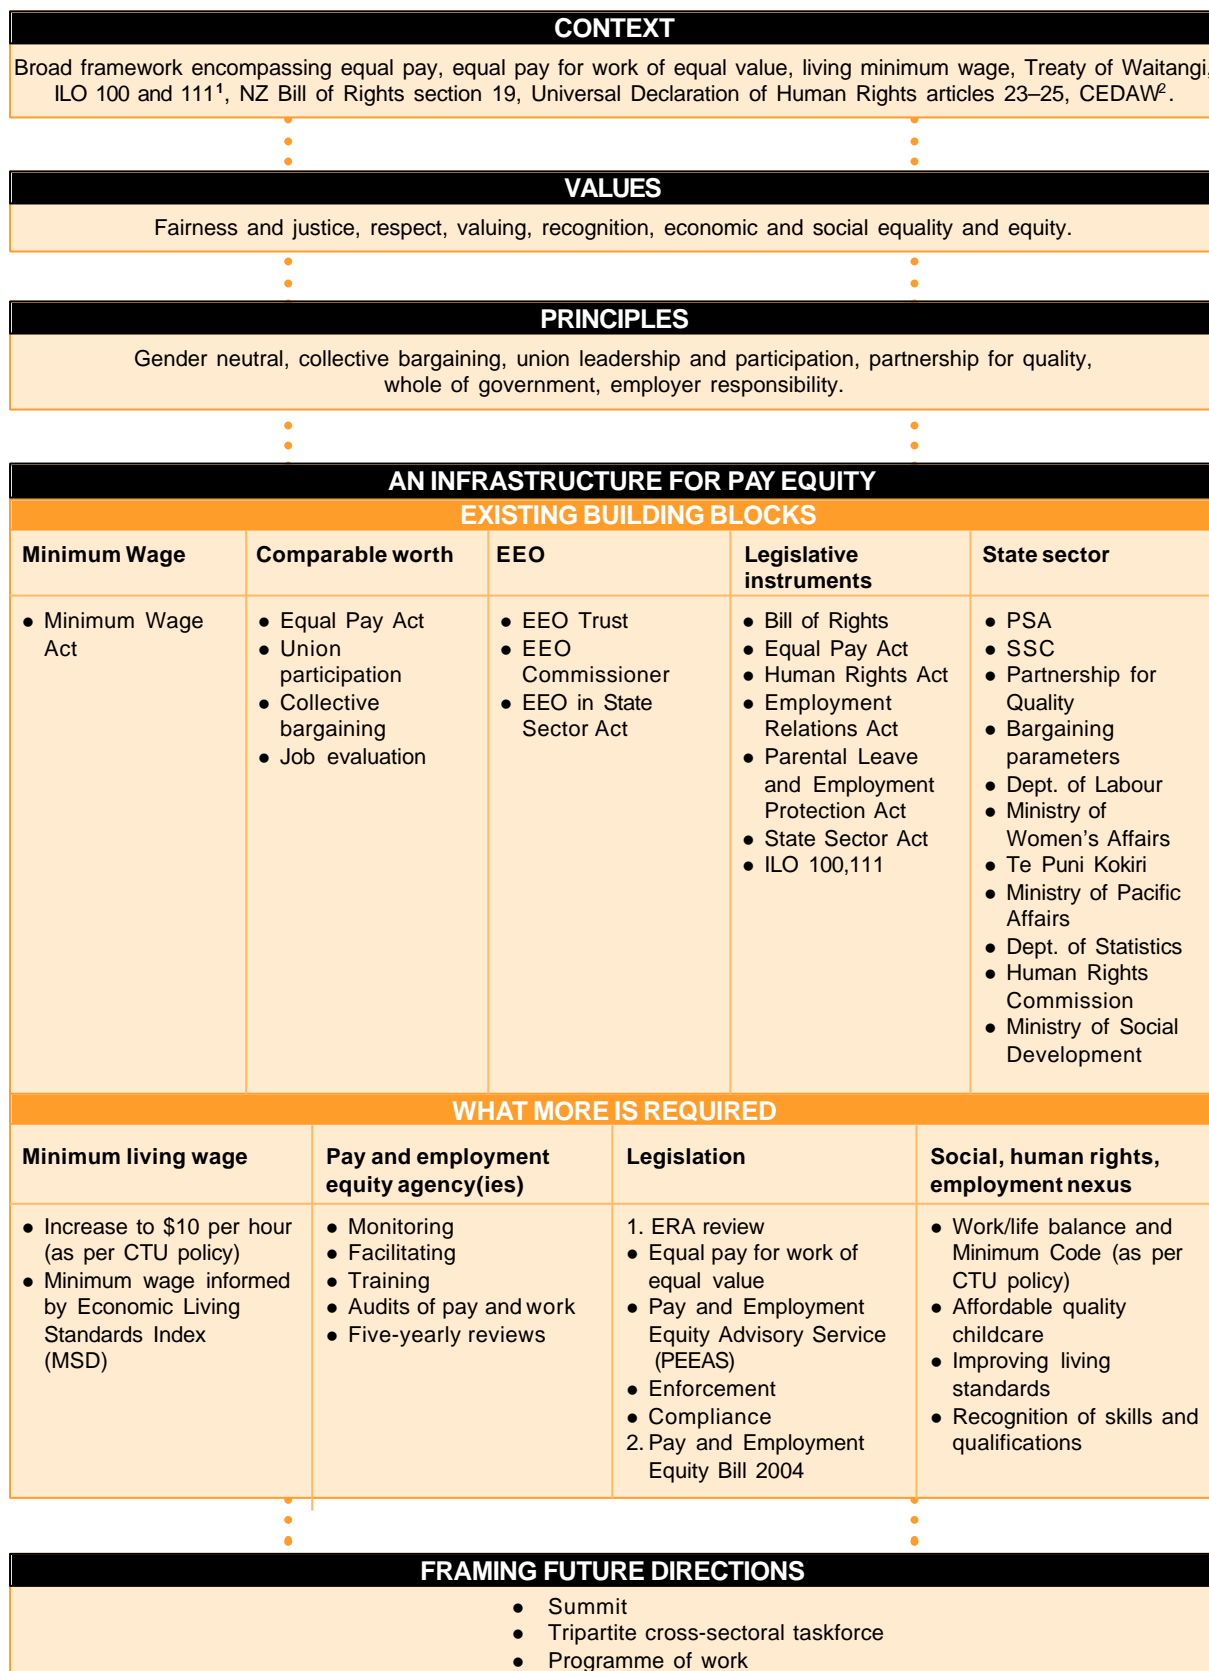 CONTEXT
Broad framework encompassing equal pay, equal pay for work of equal value, living minimum wage, Treaty of Waitangi,
ILO 100 and 111¹, NZ Bill of Rights section 19, Universal Declaration of Human Rights articles 23–25, CEDAW².
VALUES
Fairness and justice, respect, valuing, recognition, economic and social equality and equity.
PRINCIPLES
Gender neutral, collective bargaining, union leadership and participation, partnership for quality,
whole of government, employer responsibility.
AN INFRASTRUCTURE FOR PAY EQUITY
EXISTING BUILDING BLOCKS
Minimum Wage
● Minimum Wage
Act
Comparable worth
● Equal Pay Act
● Union
participation
● Collective
bargaining
● Job evaluation
EEO
● EEO Trust
● EEO
Commissioner
● EEO in State
Sector Act
Legislative
instruments
● Bill of Rights
● Equal Pay Act
● Human Rights Act
● Employment
Relations Act
● Parental Leave
and Employment
Protection Act
● State Sector Act
● ILO 100,111
State sector
● PSA
● SSC
● Partnership for
Quality
● Bargaining
parameters
● Dept. of Labour
● Ministry of
Women's Affairs
● Te Puni Kokiri
● Ministry of Pacific
Affairs
● Dept. of Statistics
● Human Rights
Commission
● Ministry of Social
Development
WHAT MORE IS REQUIRED
Minimum living wage
● Increase to $10 per hour
(as per CTU policy)
● Minimum wage informed
by Economic Living
Standards Index
(MSD)
Pay and employment
equity agency(ies)
● Monitoring
● Facilitating
● Training
● Audits of pay and work
● Five-yearly reviews
Legislation
1. ERA review
● Equal pay for work of
equal value
● Pay and Employment
Equity Advisory Service
(PEEAS)
● Enforcement
● Compliance
2. Pay and Employment
Equity Bill 2004
Social, human rights,
employment nexus
● Work/life balance and
Minimum Code (as per
CTU policy)
● Affordable quality
childcare
● Improving living
standards
● Recognition of skills and
qualifications
FRAMING FUTURE DIRECTIONS
● Summit
● Tripartite cross-sectoral taskforce
● Programme of work